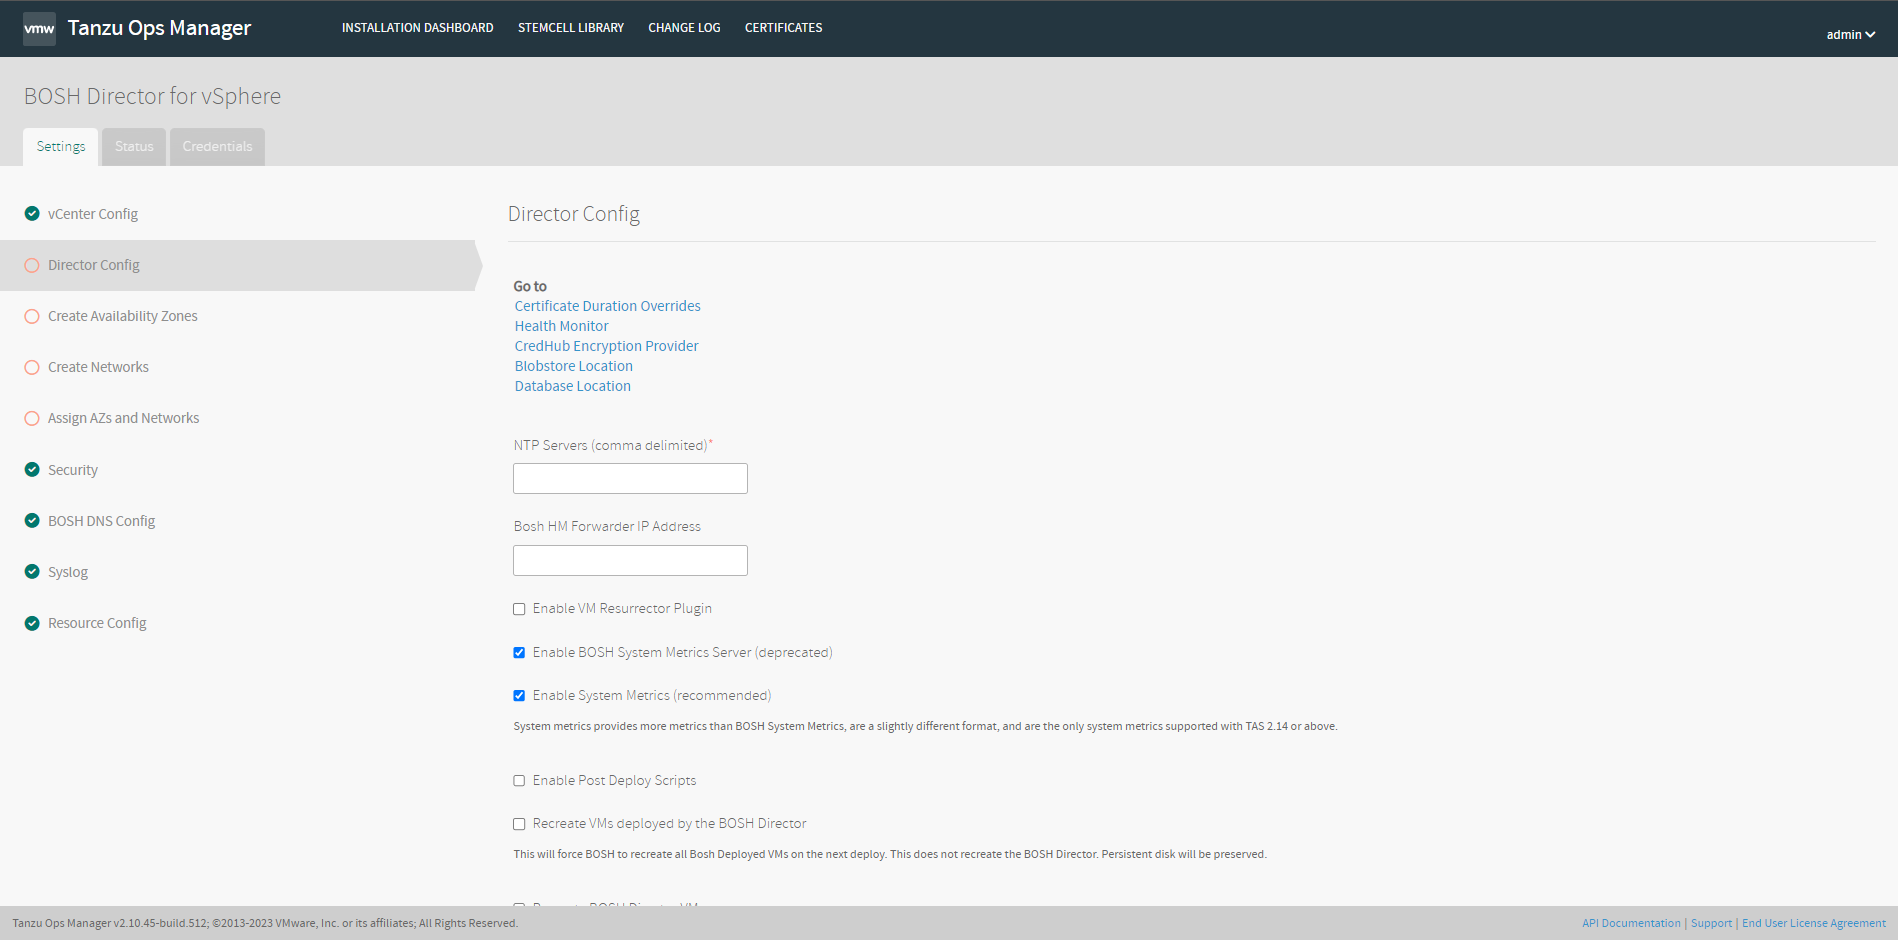 vmw Tanzu Ops Manager INSTALLATION DASHBOARD STEMCELL LIBRARY CHANGE LOG CERTIFICATES admin
BOSH Director for vSphere
Settings Status Credentials
vCenter Config
Director Config
Create Availability Zones
Create Networks
Assign AZs and Networks
Security
BOSH DNS Config
Syslog
Resource Config
Director Config
Go to
Certificate Duration Overrides
Health Monitor
CredHub Encryption Provider
Blobstore Location
Database Location
NTP Servers (comma delimited)*
Bosh HM Forwarder IP Address
Enable VM Resurrector Plugin
Enable BOSH System Metrics Server (deprecated)
Enable System Metrics (recommended)
System metrics provides more metrics than BOSH System Metrics, are a slightly different format, and are the only system metrics supported with TAS 2.14 or above.
Enable Post Deploy Scripts
Recreate VMs deployed by the BOSH Director
This will force BOSH to recreate all Bosh Deployed VMs on the next deploy. This does not recreate the BOSH Director. Persistent disk will be preserved.
Tanzu Ops Manager v2.10.45-build.512; ©2013-2023 VMware, Inc. or its affiliates; All Rights Reserved.
API Documentation | Support | End User License Agreement